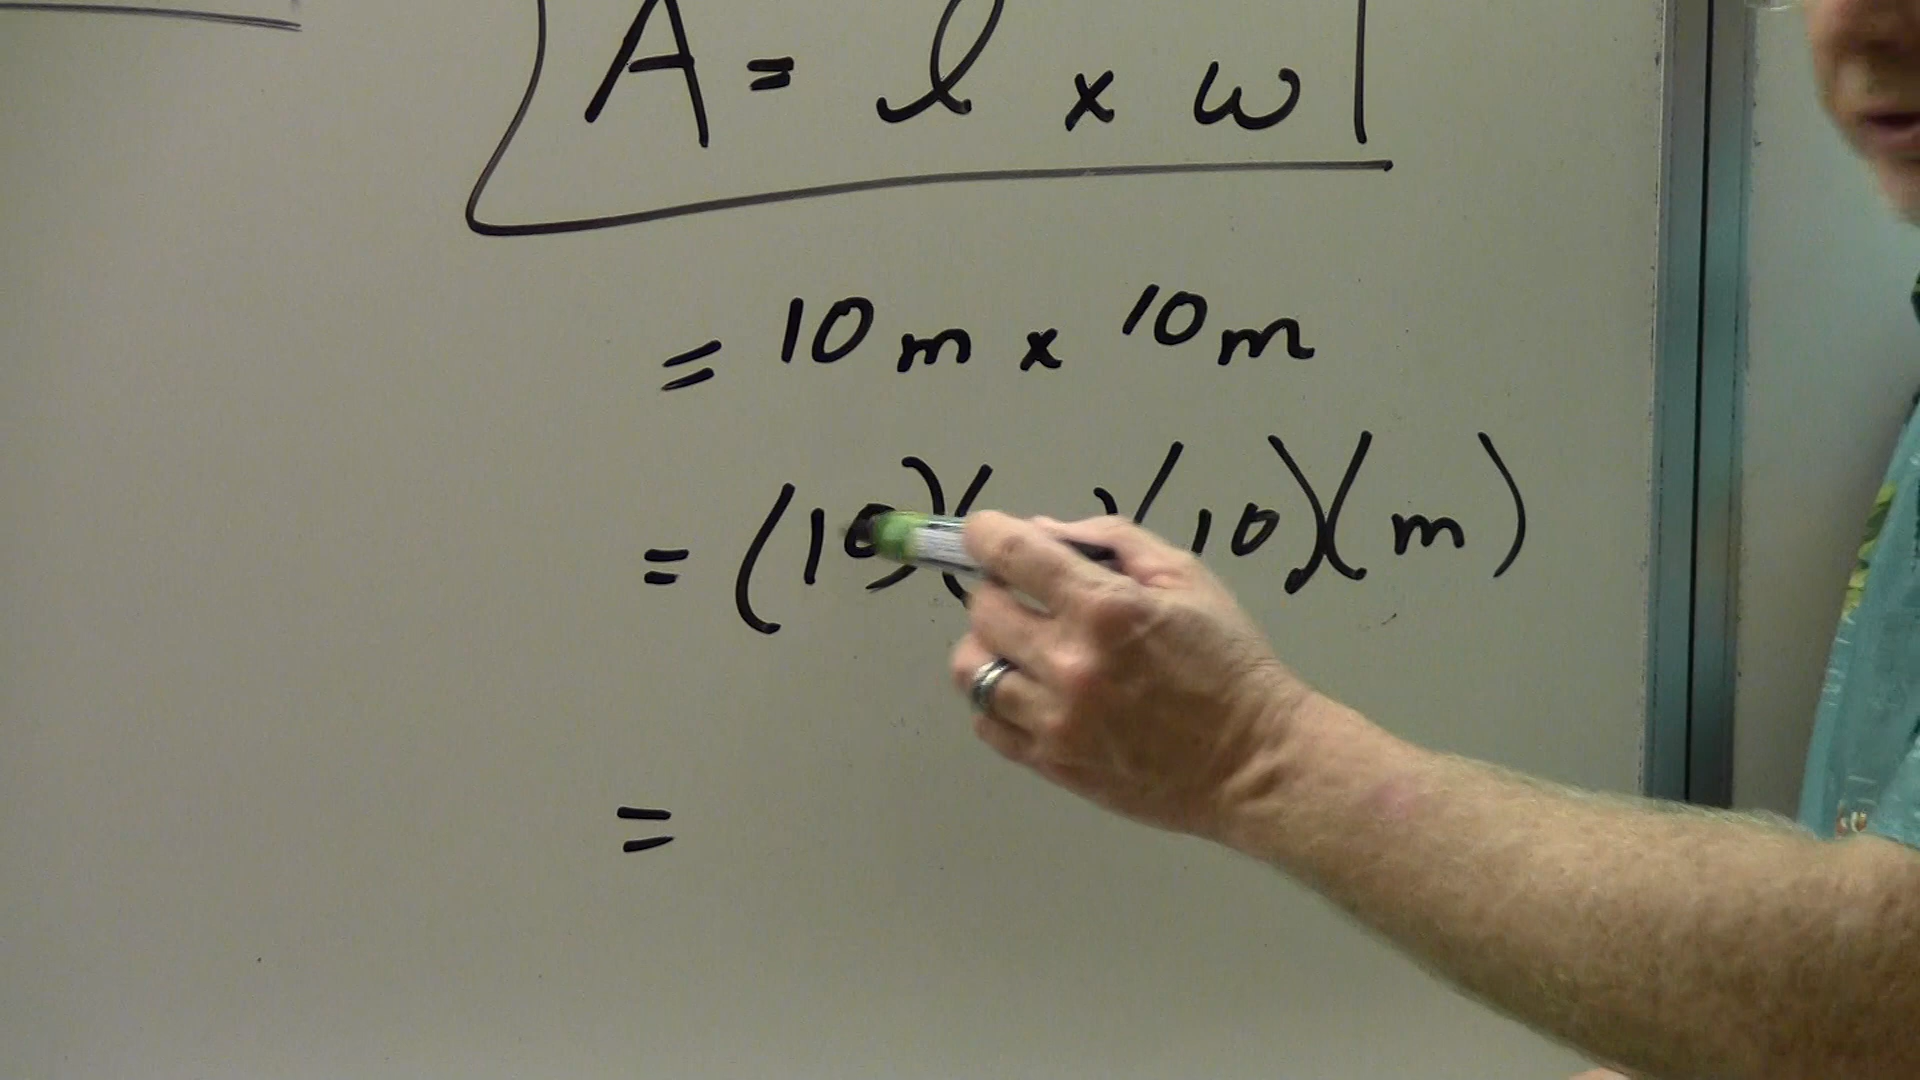 A = l x w
= 10 m x 10 m
= (10)( )(10)(m)
=